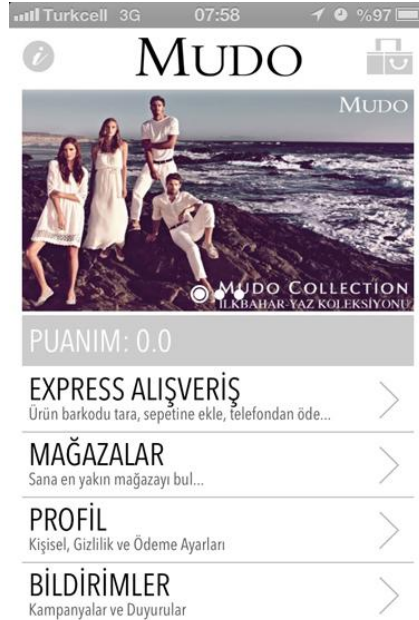 Turkcell 3G 07:58 %97
MUDO
MUDO
MUDO COLLECTION
İLKBAHAR-YAZ KOLEKSİYONU
PUANIM: 0.0
EXPRESS ALIŞVERİŞ
Ürün barkodu tara, sepetine ekle, telefondan öde...
MAĞAZALAR
Sana en yakın mağazayı bul...
PROFİL
Kişisel, Gizlilik ve Ödeme Ayarları
BİLDİRİMLER
Kampanyalar ve Duyurular